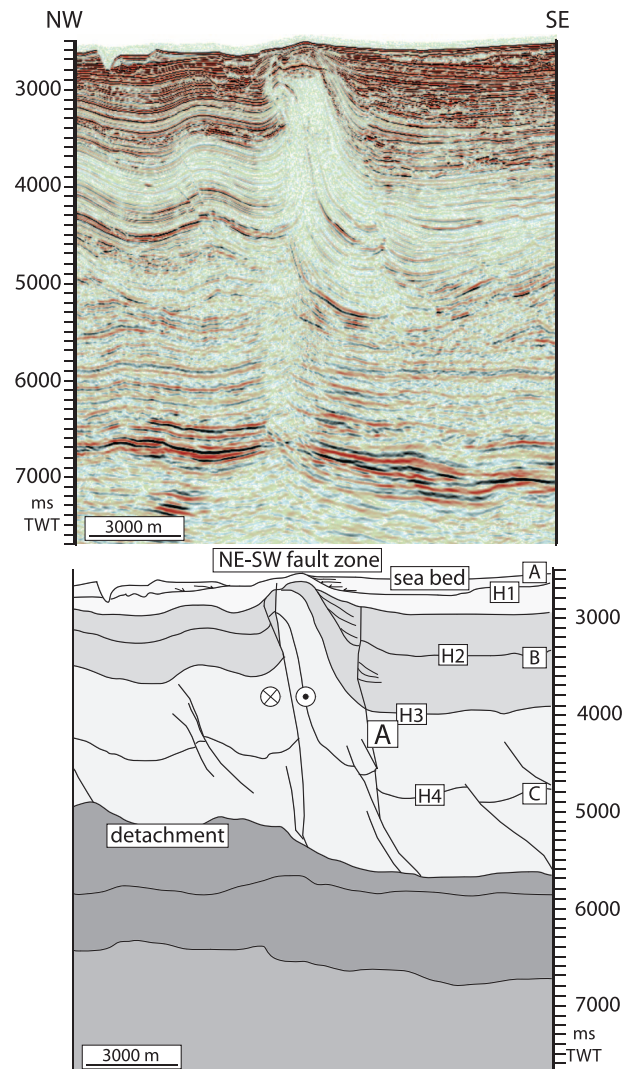 NW SE
3000
4000
5000
6000
7000
ms
TWT
3000 m
NE-SW fault zone
sea bed
A
H1
3000
H2
B
H3
4000
A
H4
C
5000
detachment
6000
7000
ms
TWT
3000 m